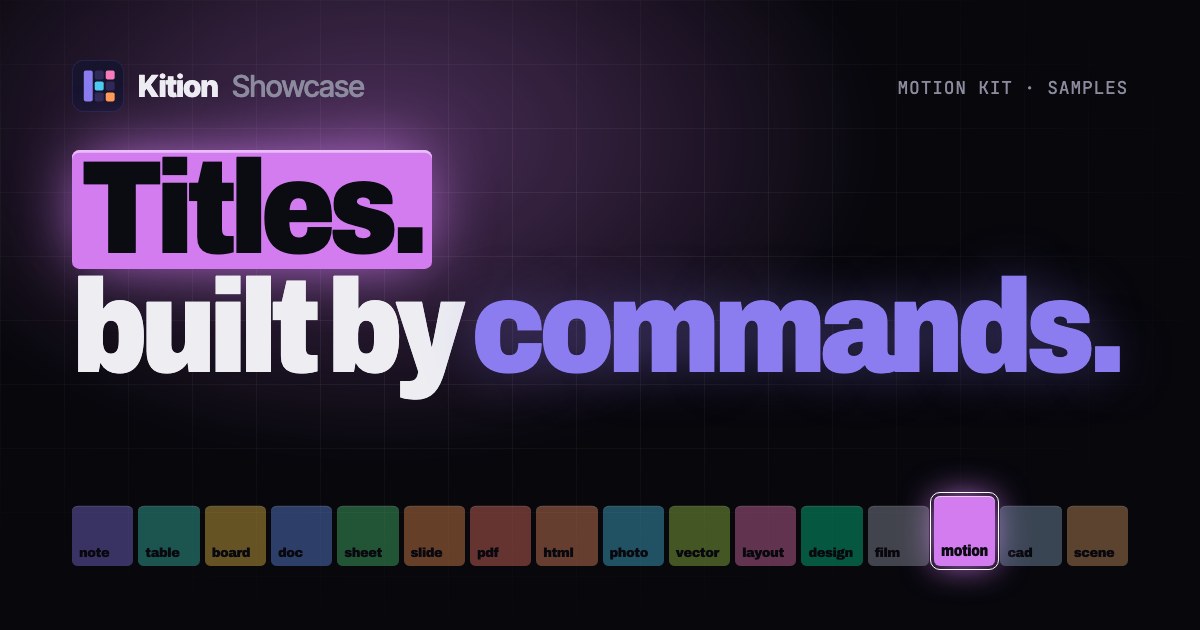 Kition Showcase
MOTION KIT · SAMPLES
Titles.
built by commands.
note table board doc sheet slide pdf html photo vector layout design film motion cad scene